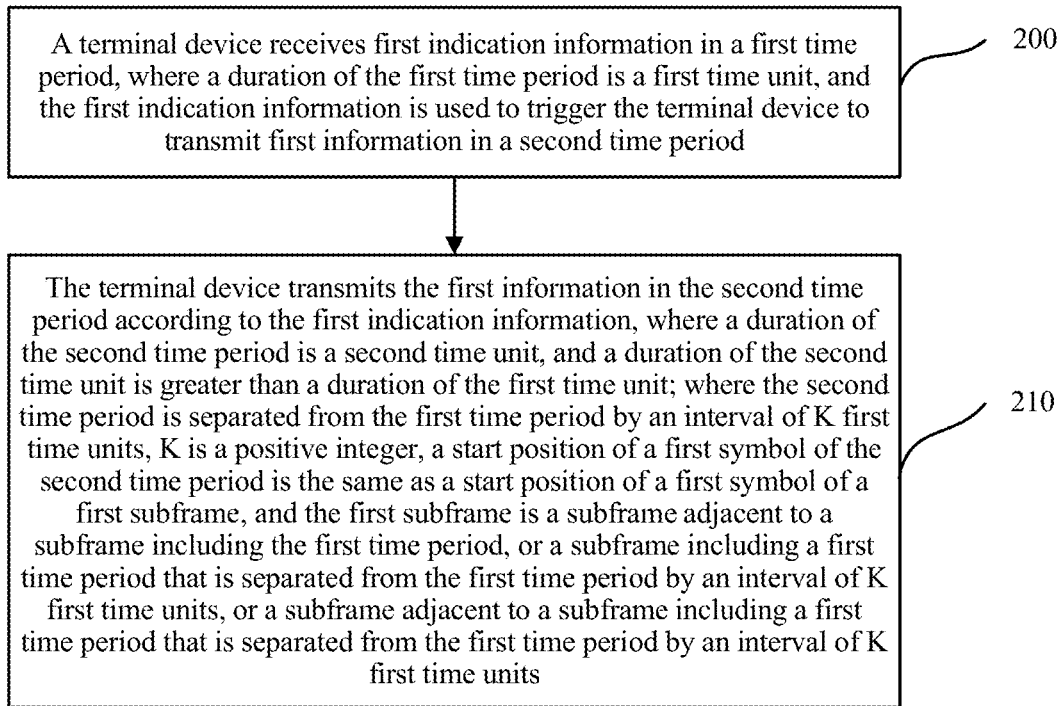 A terminal device receives first indication information in a first time
period, where a duration of the first time period is a first time unit, and
the first indication information is used to trigger the terminal device to
transmit first information in a second time period
200
The terminal device transmits the first information in the second time
period according to the first indication information, where a duration of
the second time period is a second time unit, and a duration of the second
time unit is greater than a duration of the first time unit; where the second
time period is separated from the first time period by an interval of K first
time units, K is a positive integer, a start position of a first symbol of the
second time period is the same as a start position of a first symbol of a
first subframe, and the first subframe is a subframe adjacent to a
subframe including the first time period, or a subframe including a first
time period that is separated from the first time period by an interval of K
first time units, or a subframe adjacent to a subframe including a first
time period that is separated from the first time period by an interval of K
first time units
210